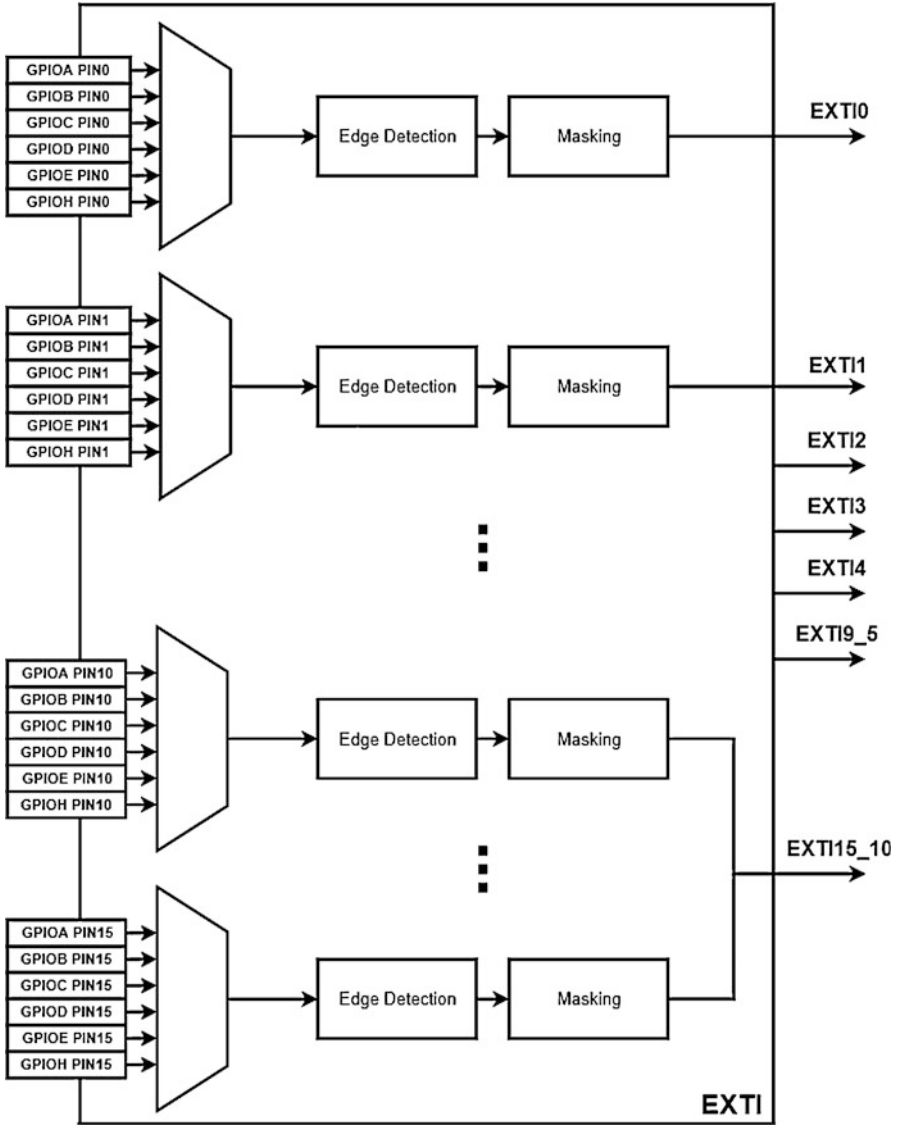 GPIOA PIN0
GPIOB PIN0
GPIOC PIN0
GPIOD PIN0
GPIOE PIN0
GPIOH PIN0
Edge Detection
Masking
EXTI0
GPIOA PIN1
GPIOB PIN1
GPIOC PIN1
GPIOD PIN1
GPIOE PIN1
GPIOH PIN1
Edge Detection
Masking
EXTI1
EXTI2
EXTI3
EXTI4
EXTI9_5
GPIOA PIN10
GPIOB PIN10
GPIOC PIN10
GPIOD PIN10
GPIOE PIN10
GPIOH PIN10
Edge Detection
Masking
EXTI15_10
GPIOA PIN15
GPIOB PIN15
GPIOC PIN15
GPIOD PIN15
GPIOE PIN15
GPIOH PIN15
Edge Detection
Masking
EXTI